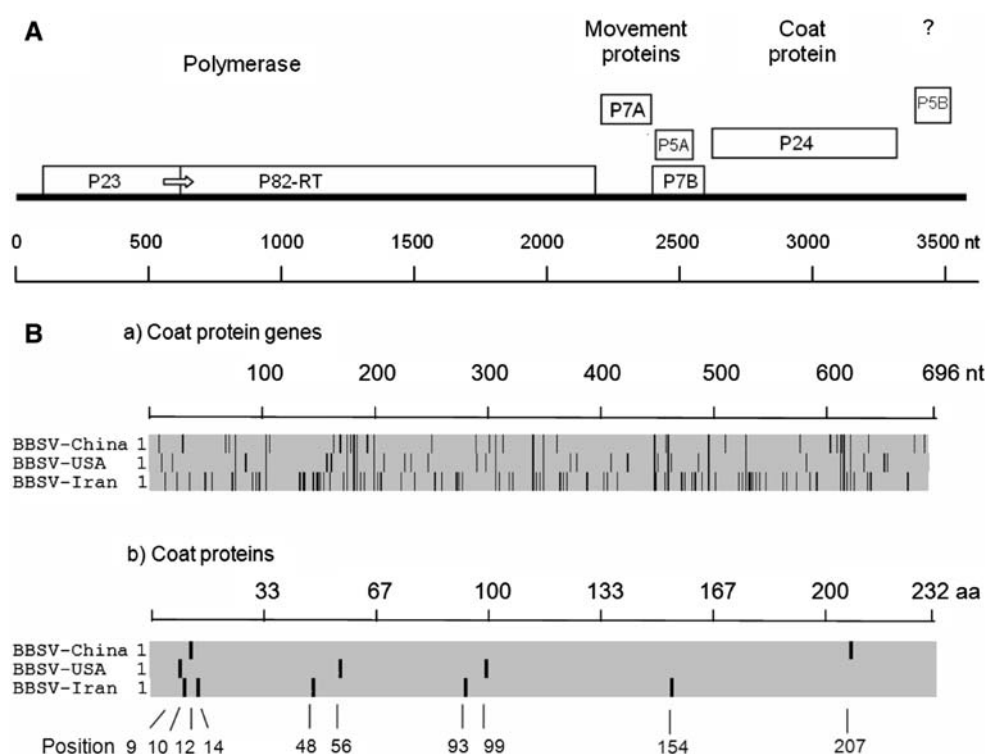 A
Polymerase
Movement proteins
Coat protein
?
P7A
P5B
P5A
P24
P23
P82-RT
P7B
0 500 1000 1500 2000 2500 3000 3500 nt
B
a) Coat protein genes
100 200 300 400 500 600 696 nt
BBSV-China 1
BBSV-USA 1
BBSV-Iran 1
b) Coat proteins
33 67 100 133 167 200 232 aa
BBSV-China 1
BBSV-USA 1
BBSV-Iran 1
Position 9 10 12 14 48 56 93 99 154 207